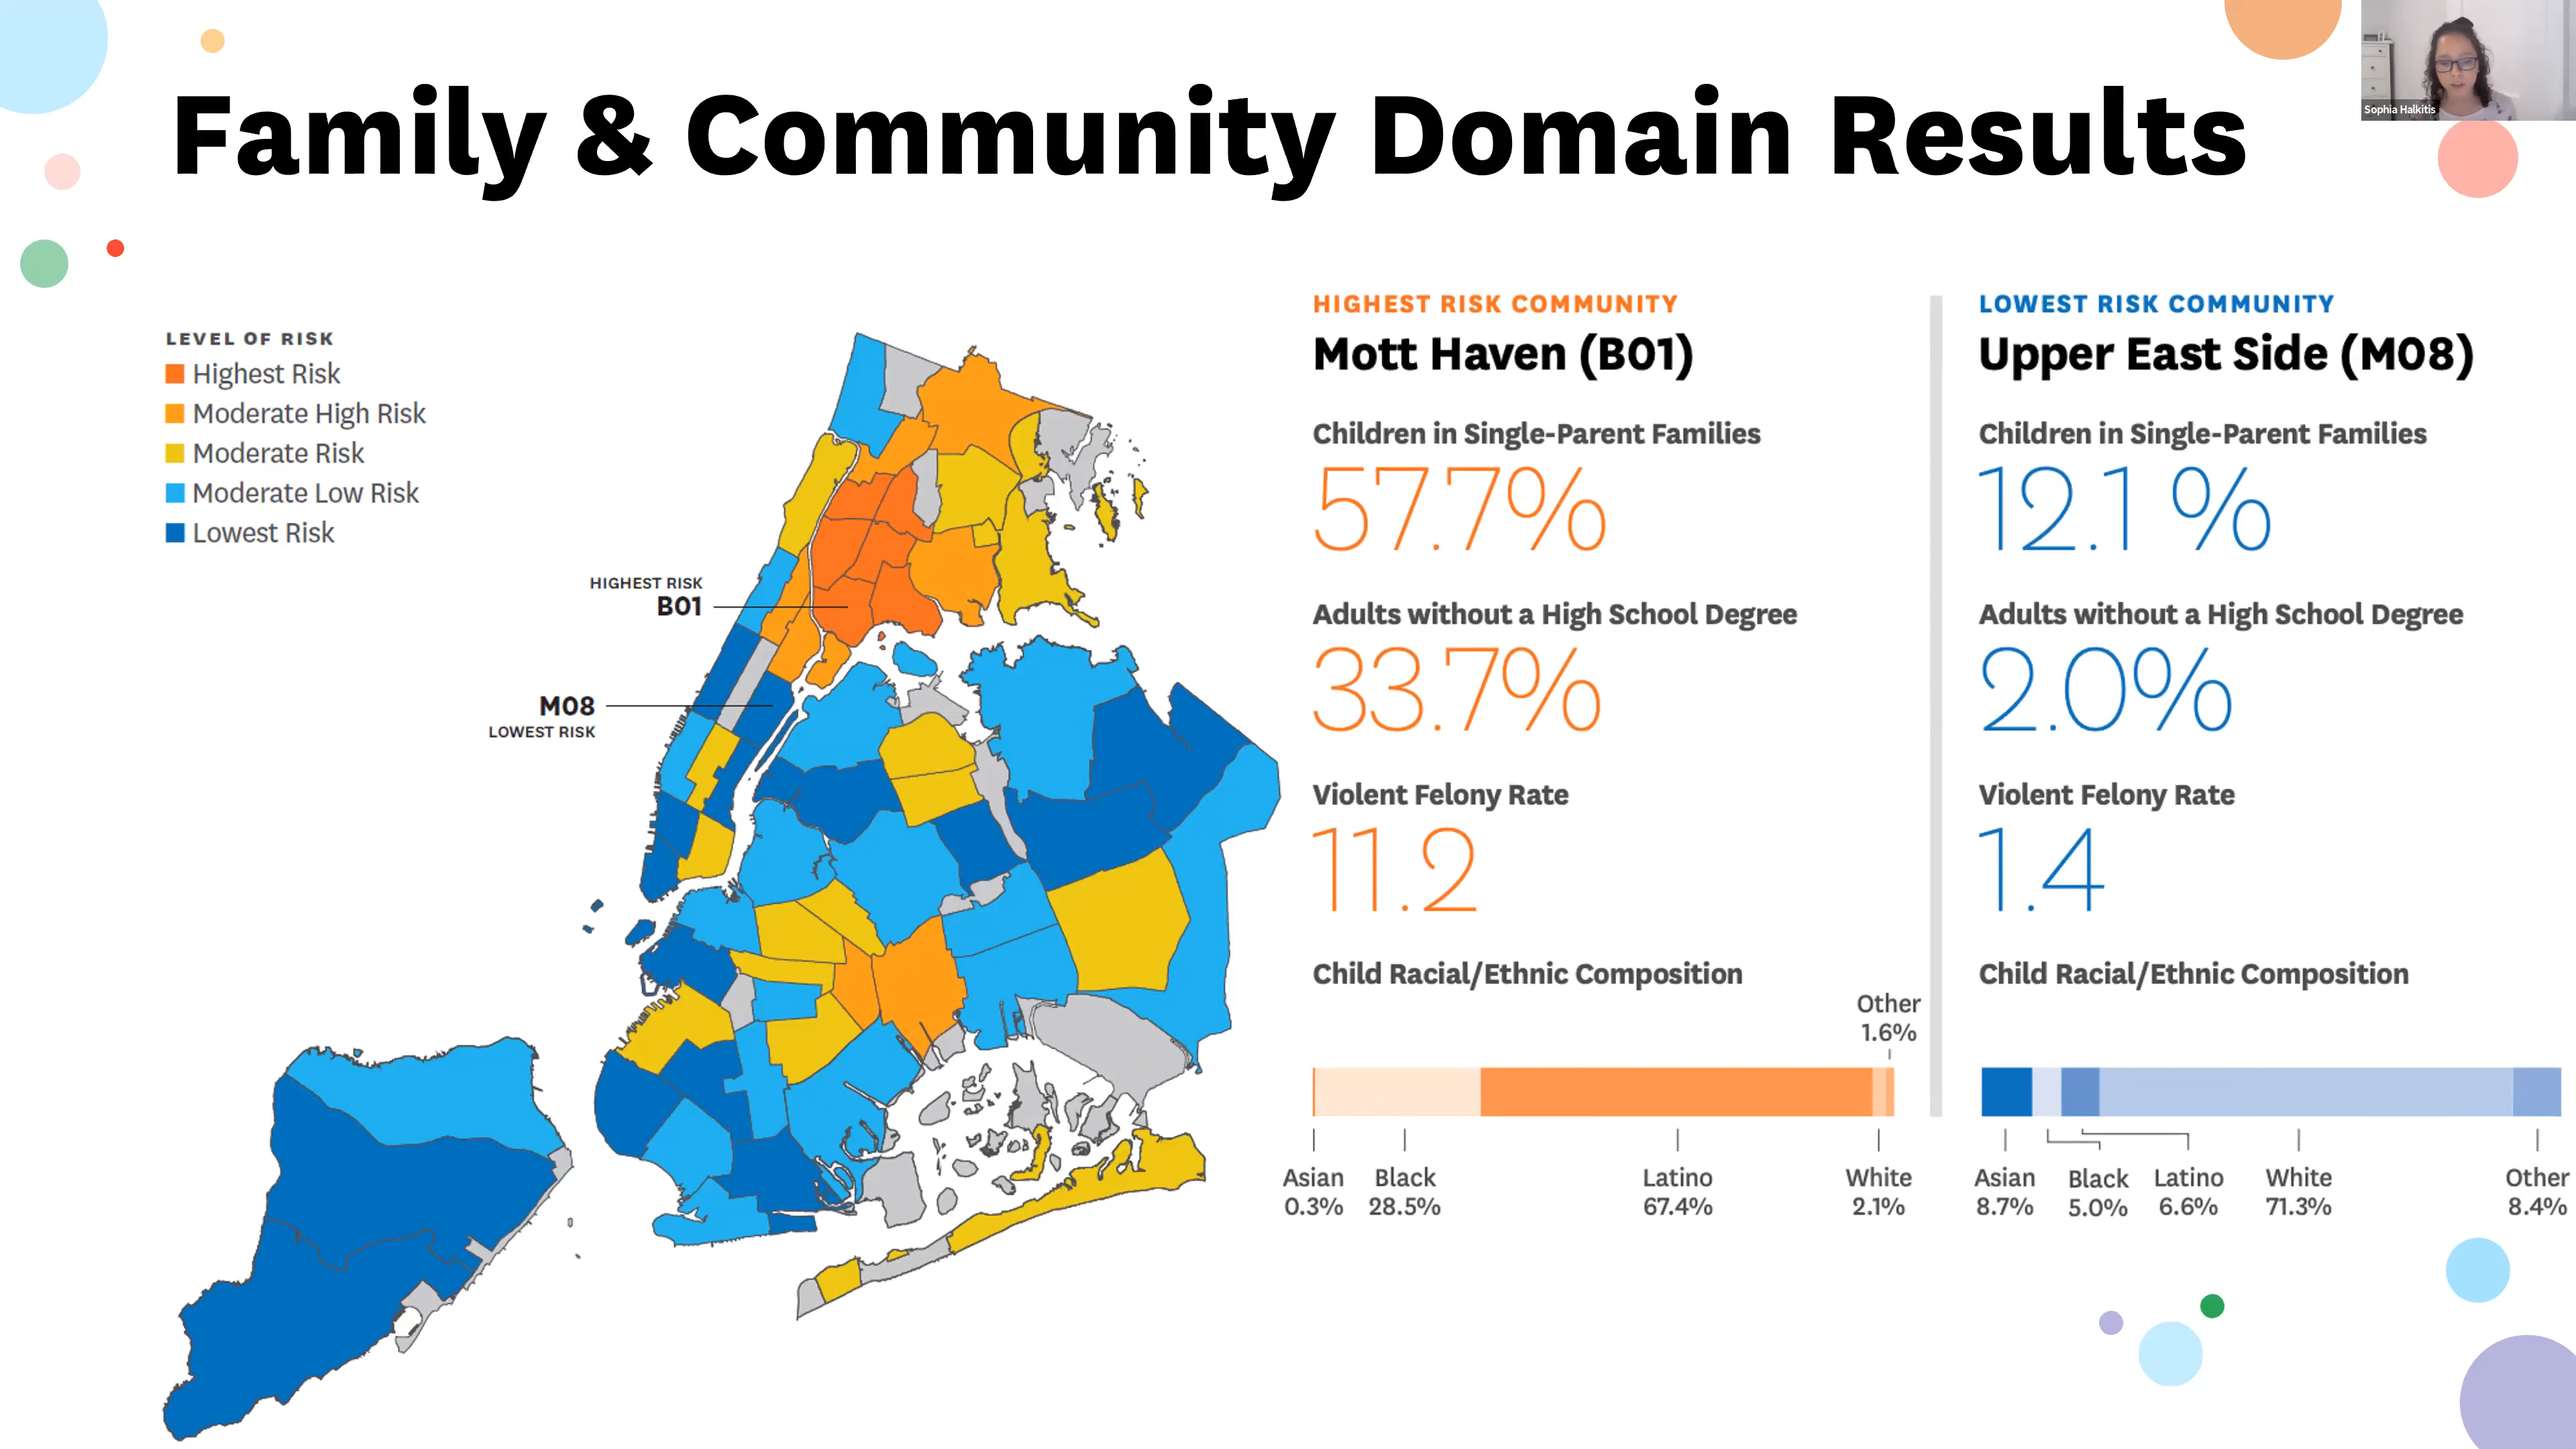 Family & Community Domain Results
Sophia Halkitis
LEVEL OF RISK
Highest Risk
Moderate High Risk
Moderate Risk
Moderate Low Risk
Lowest Risk
HIGHEST RISK
B01
M08
LOWEST RISK
HIGHEST RISK COMMUNITY
Mott Haven (B01)
Children in Single-Parent Families
57.7%
Adults without a High School Degree
33.7%
Violent Felony Rate
11.2
Child Racial/Ethnic Composition
Other
1.6%
Asian Black Latino White
0.3% 28.5% 67.4% 2.1%
LOWEST RISK COMMUNITY
Upper East Side (M08)
Children in Single-Parent Families
12.1%
Adults without a High School Degree
2.0%
Violent Felony Rate
1.4
Child Racial/Ethnic Composition
Asian Black Latino White Other
8.7% 5.0% 6.6% 71.3% 8.4%